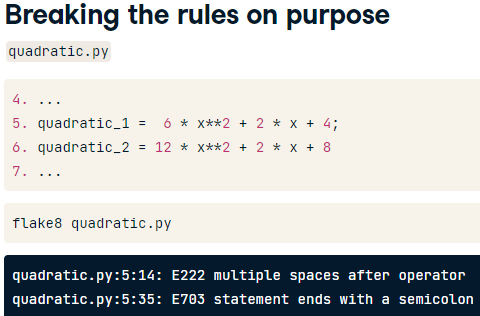 Breaking the rules on purpose
quadratic.py
4. ...
5. quadratic_1 =  6 * x**2 + 2 * x + 4;
6. quadratic_2 = 12 * x**2 + 2 * x + 8
7. ...
flake8 quadratic.py
quadratic.py:5:14: E222 multiple spaces after operator
quadratic.py:5:35: E703 statement ends with a semicolon